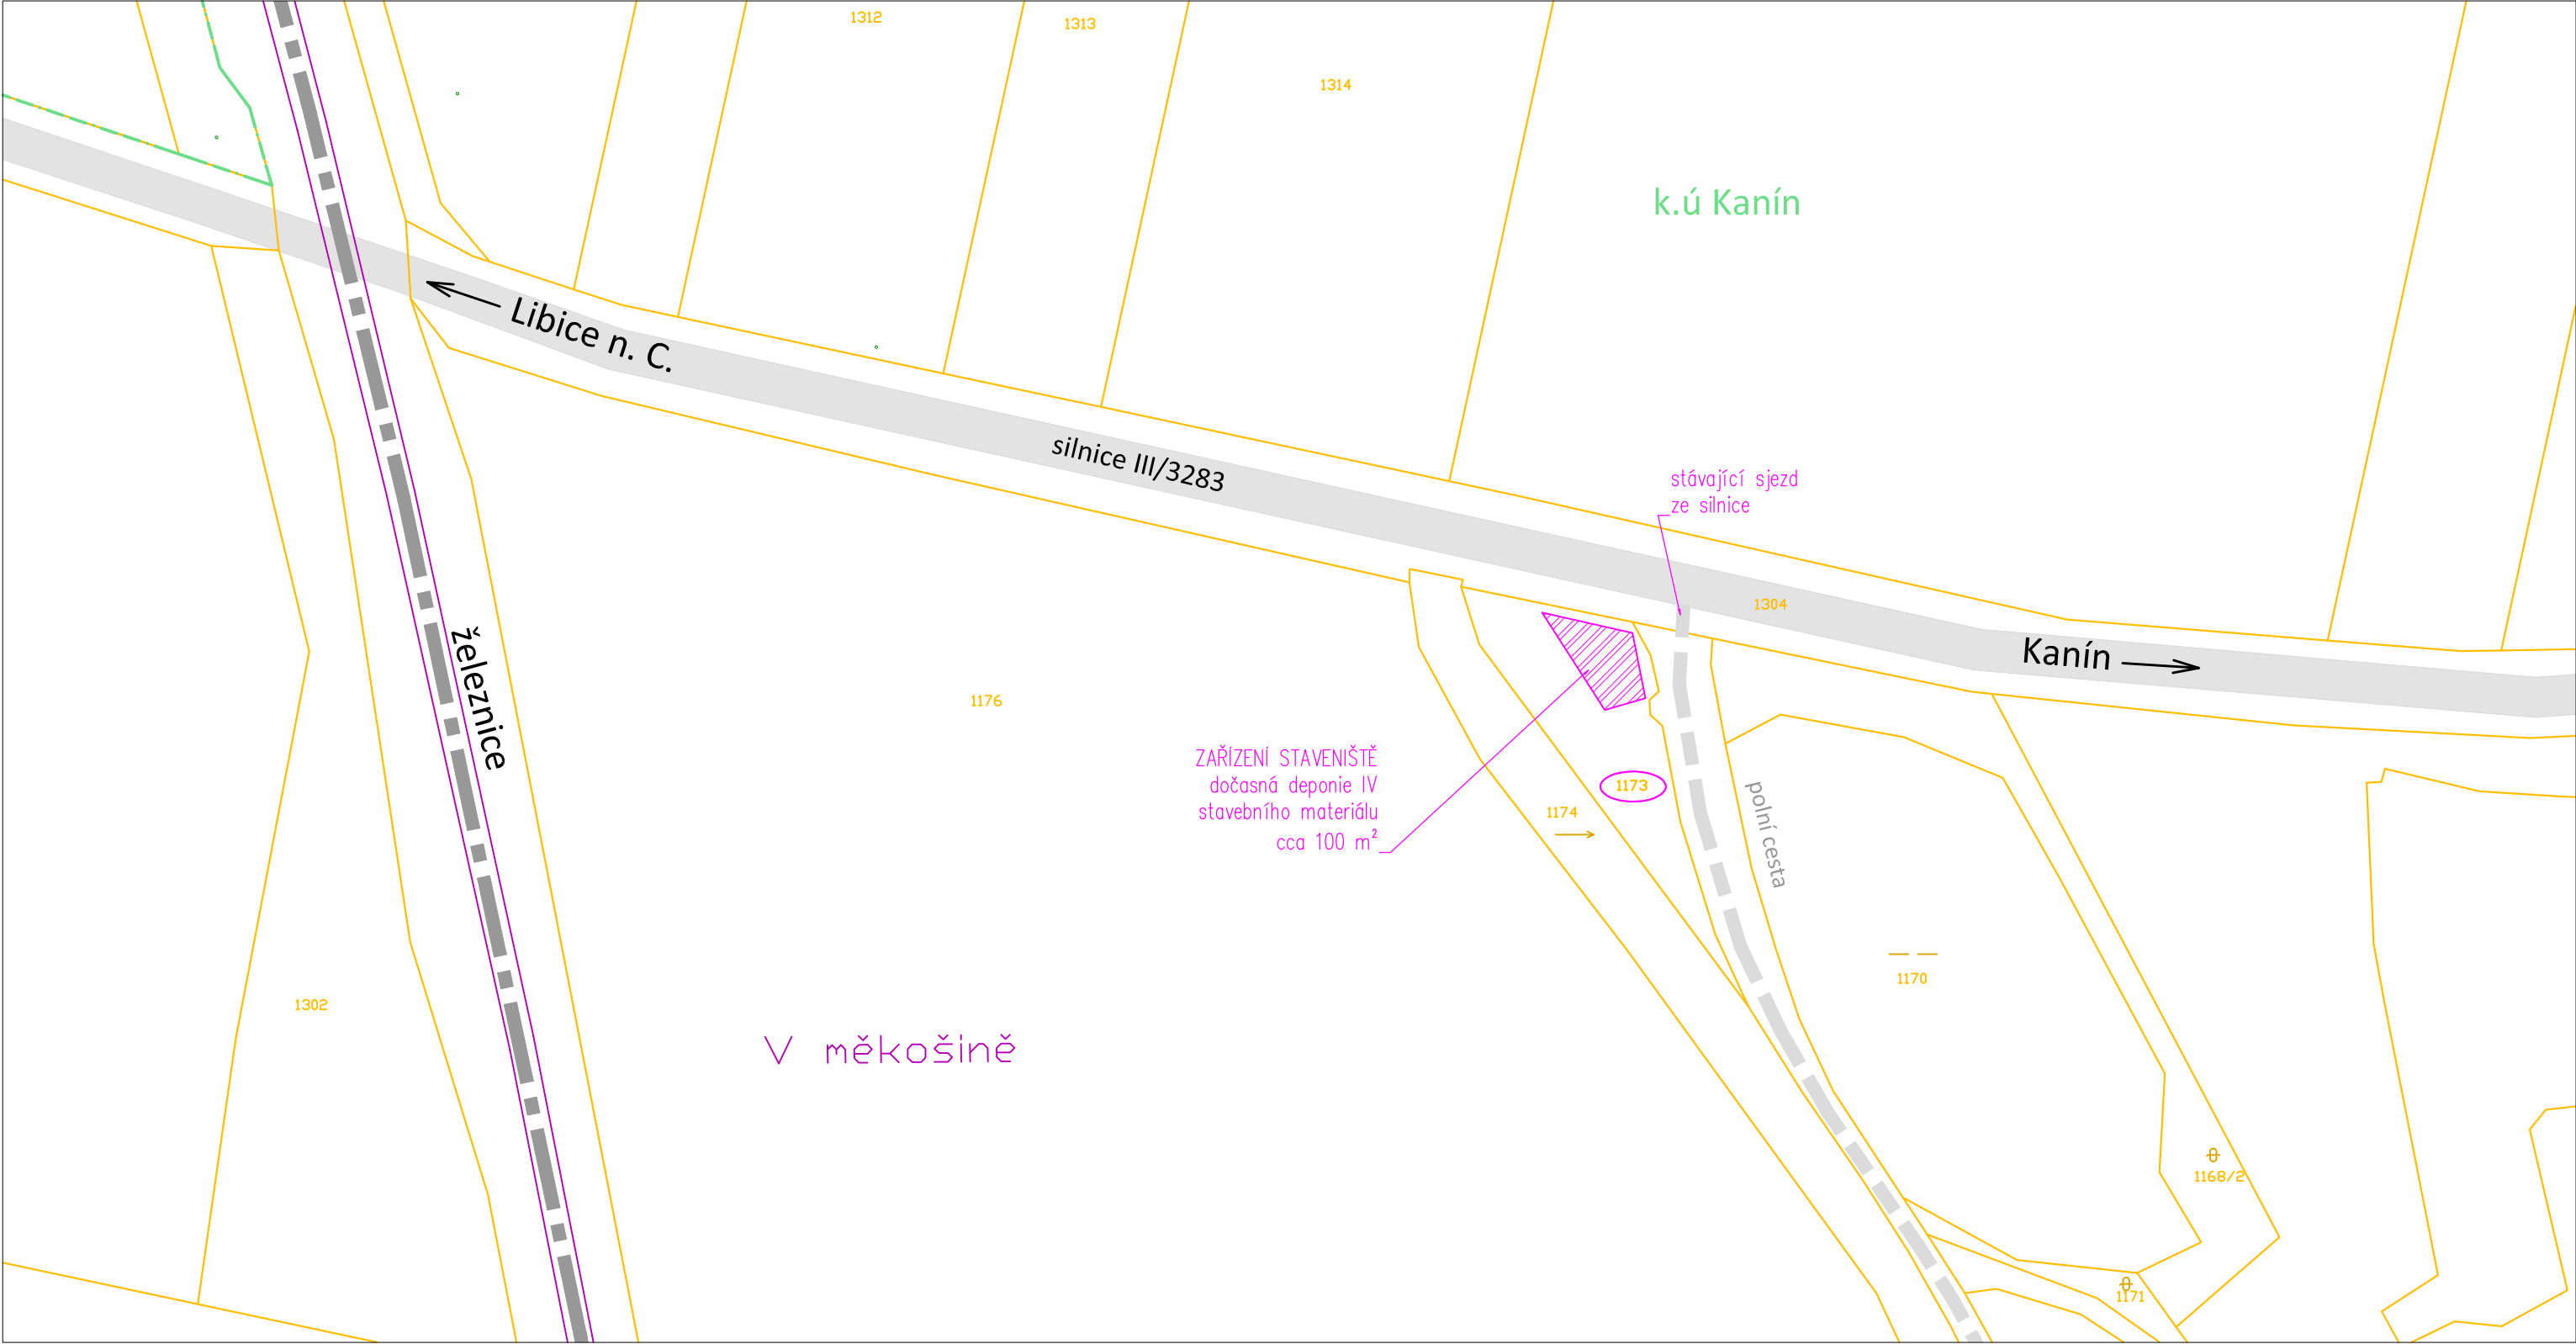 1312
1313
1314
k.ú Kanín
Libice n. C.
silnice III/3283
stávající sjezd
ze silnice
1304
Kanín
železnice
1176
ZAŘÍZENÍ STAVENIŠTĚ
dočasná deponie IV
stavebního materiálu
cca 100 m²
1173
1174
polní cesta
1170
1302
V měkošině
1168/2
1171